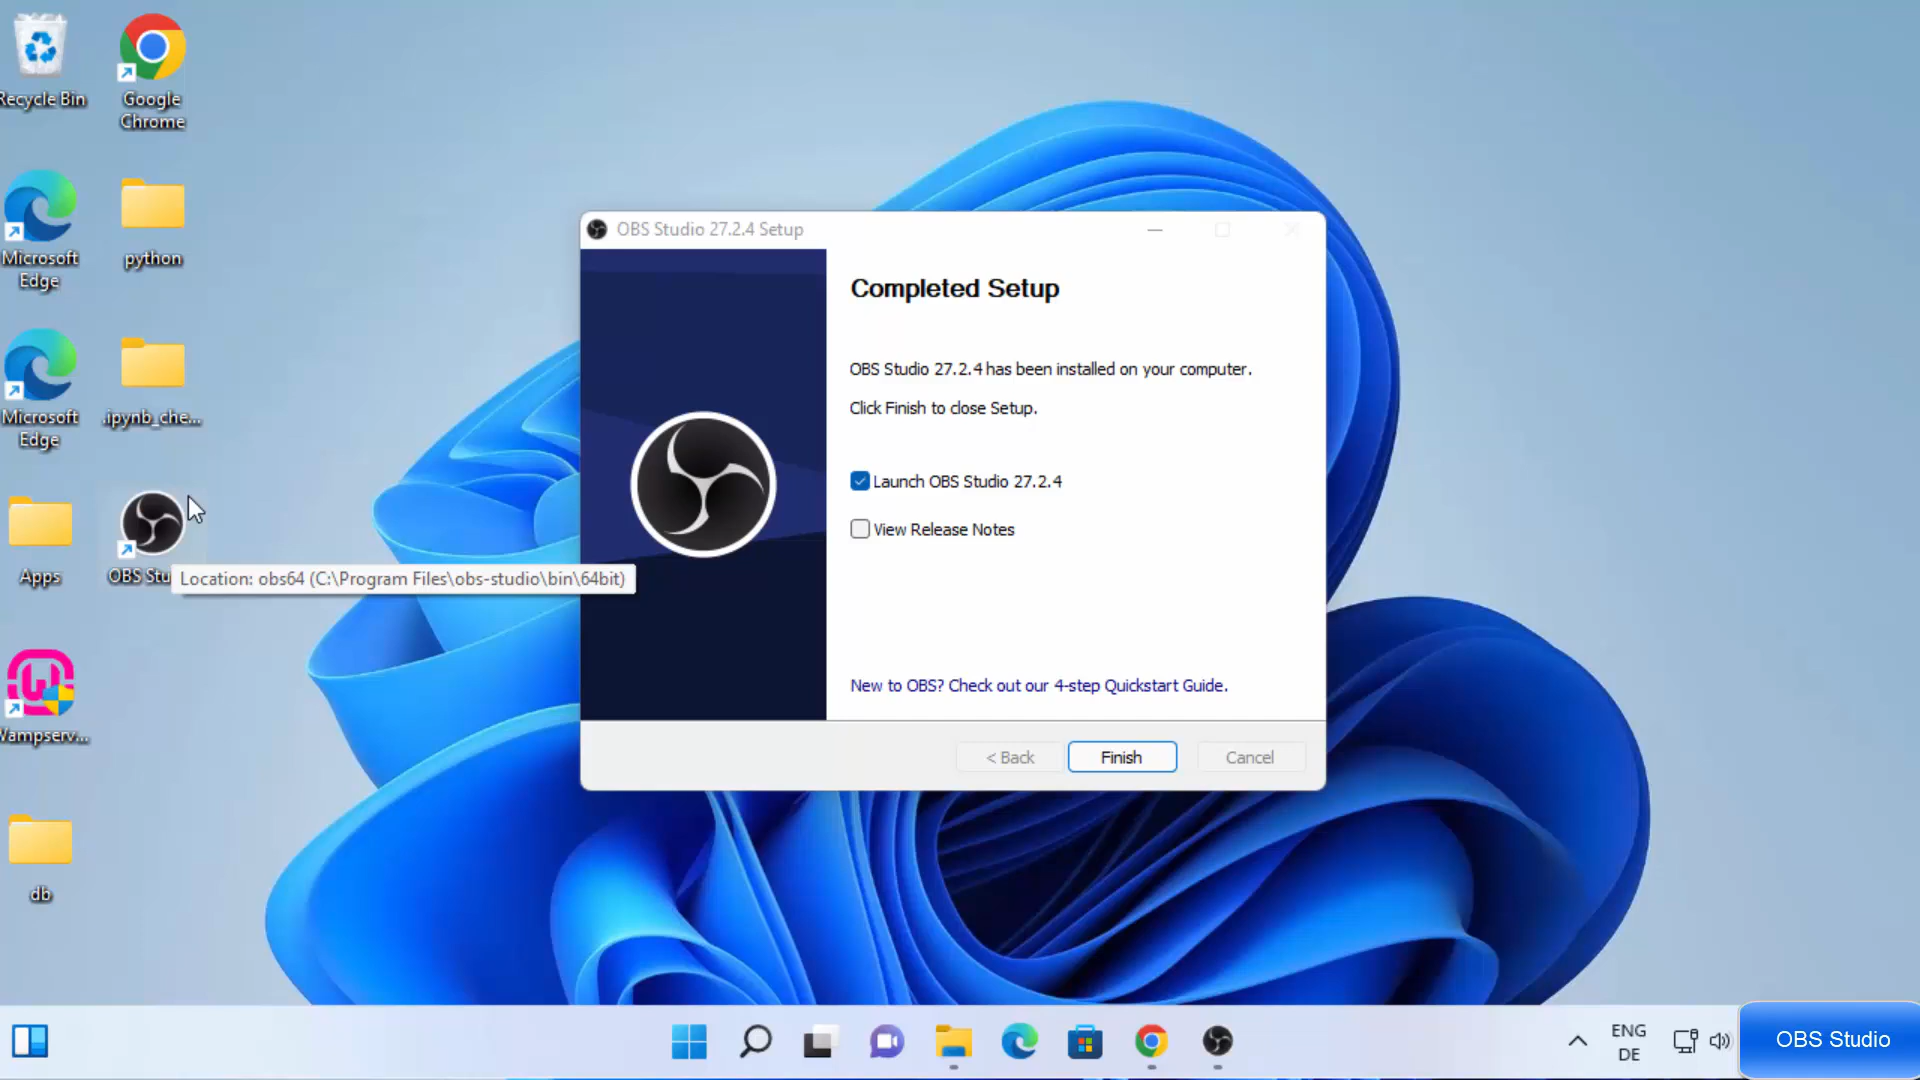 Recycle Bin
Google
Chrome
Microsoft
Edge
python
Microsoft
Edge
.ipynb_che...
Apps
OBS Stu
Location: obs64 (C:\Program Files\obs-studio\bin\64bit)
Wampserv...
db
OBS Studio 27.2.4 Setup
Completed Setup
OBS Studio 27.2.4 has been installed on your computer.
Click Finish to close Setup.
Launch OBS Studio 27.2.4
View Release Notes
New to OBS? Check out our 4-step Quickstart Guide.
< Back
Finish
Cancel
ENG
DE
OBS Studio